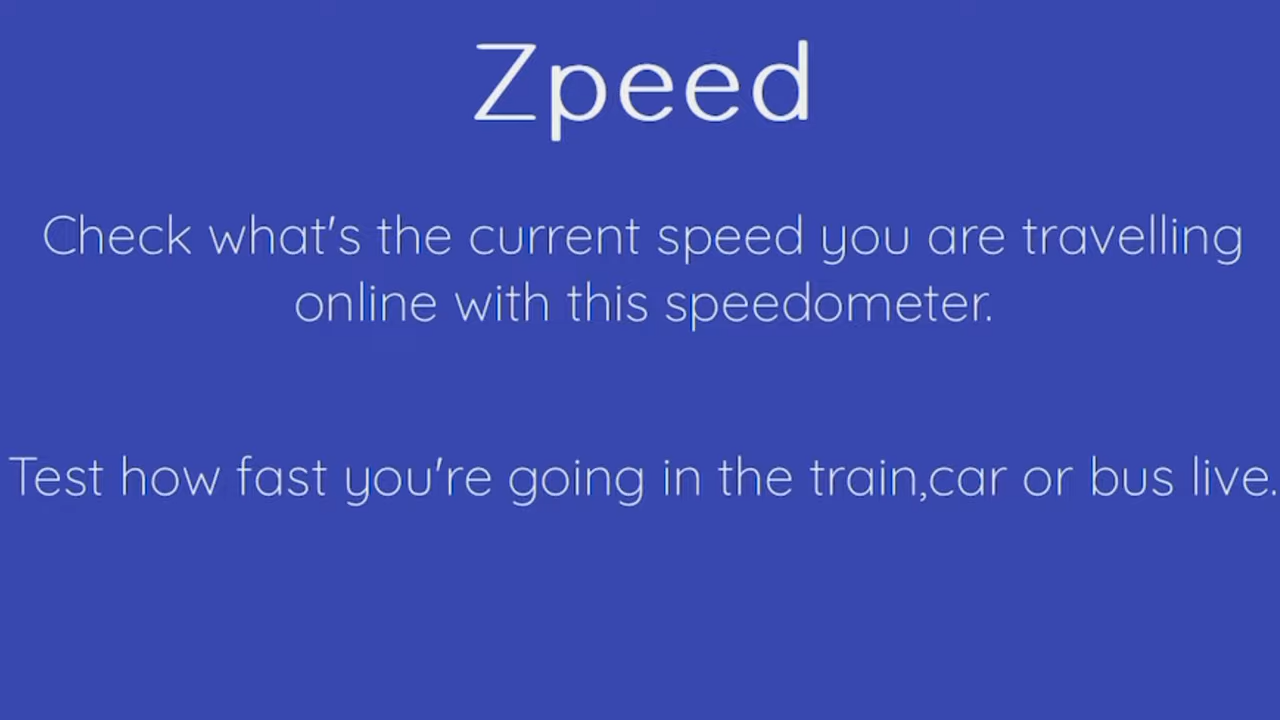 Zpeed
Check what's the current speed you are travelling
online with this speedometer.
Test how fast you're going in the train,car or bus live.